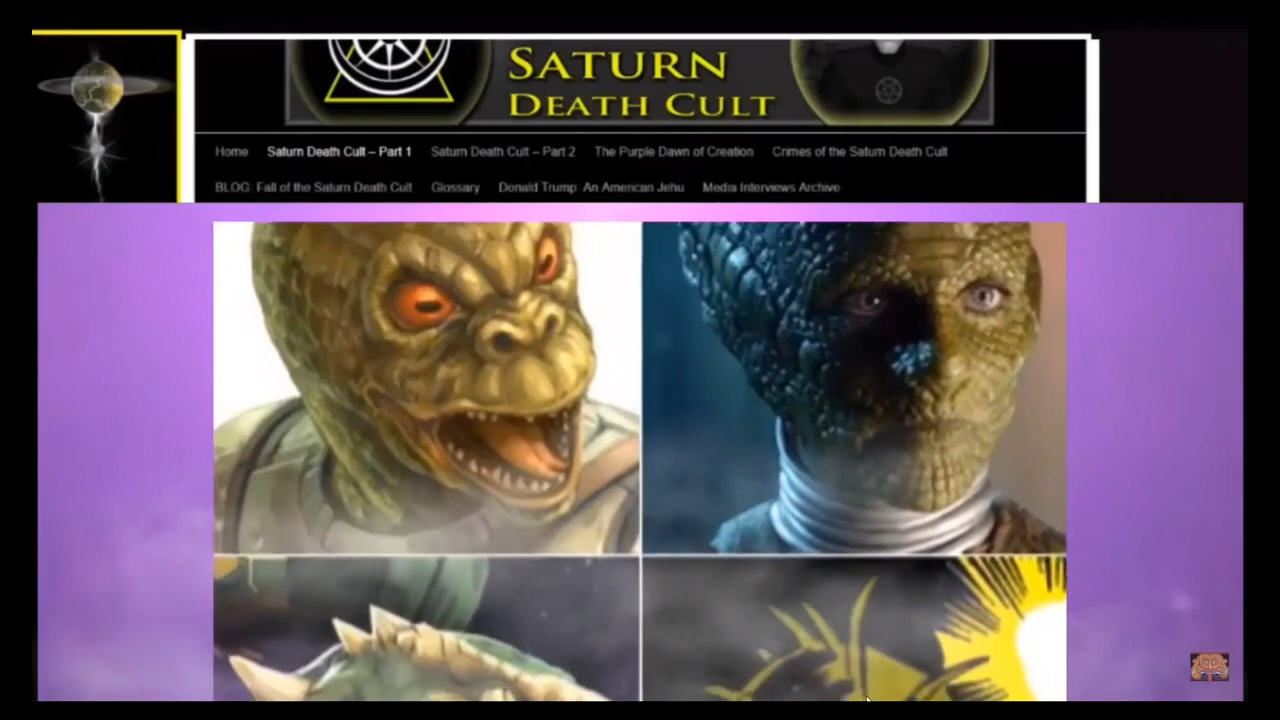 SATURN
DEATH CULT
Home Saturn Death Cult – Part 1 Saturn Death Cult – Part 2 The Purple Dawn of Creation Crimes of the Saturn Death Cult
BLOG: Fall of the Saturn Death Cult Glossary Donald Trump: An American Jehu Media Interviews Archive